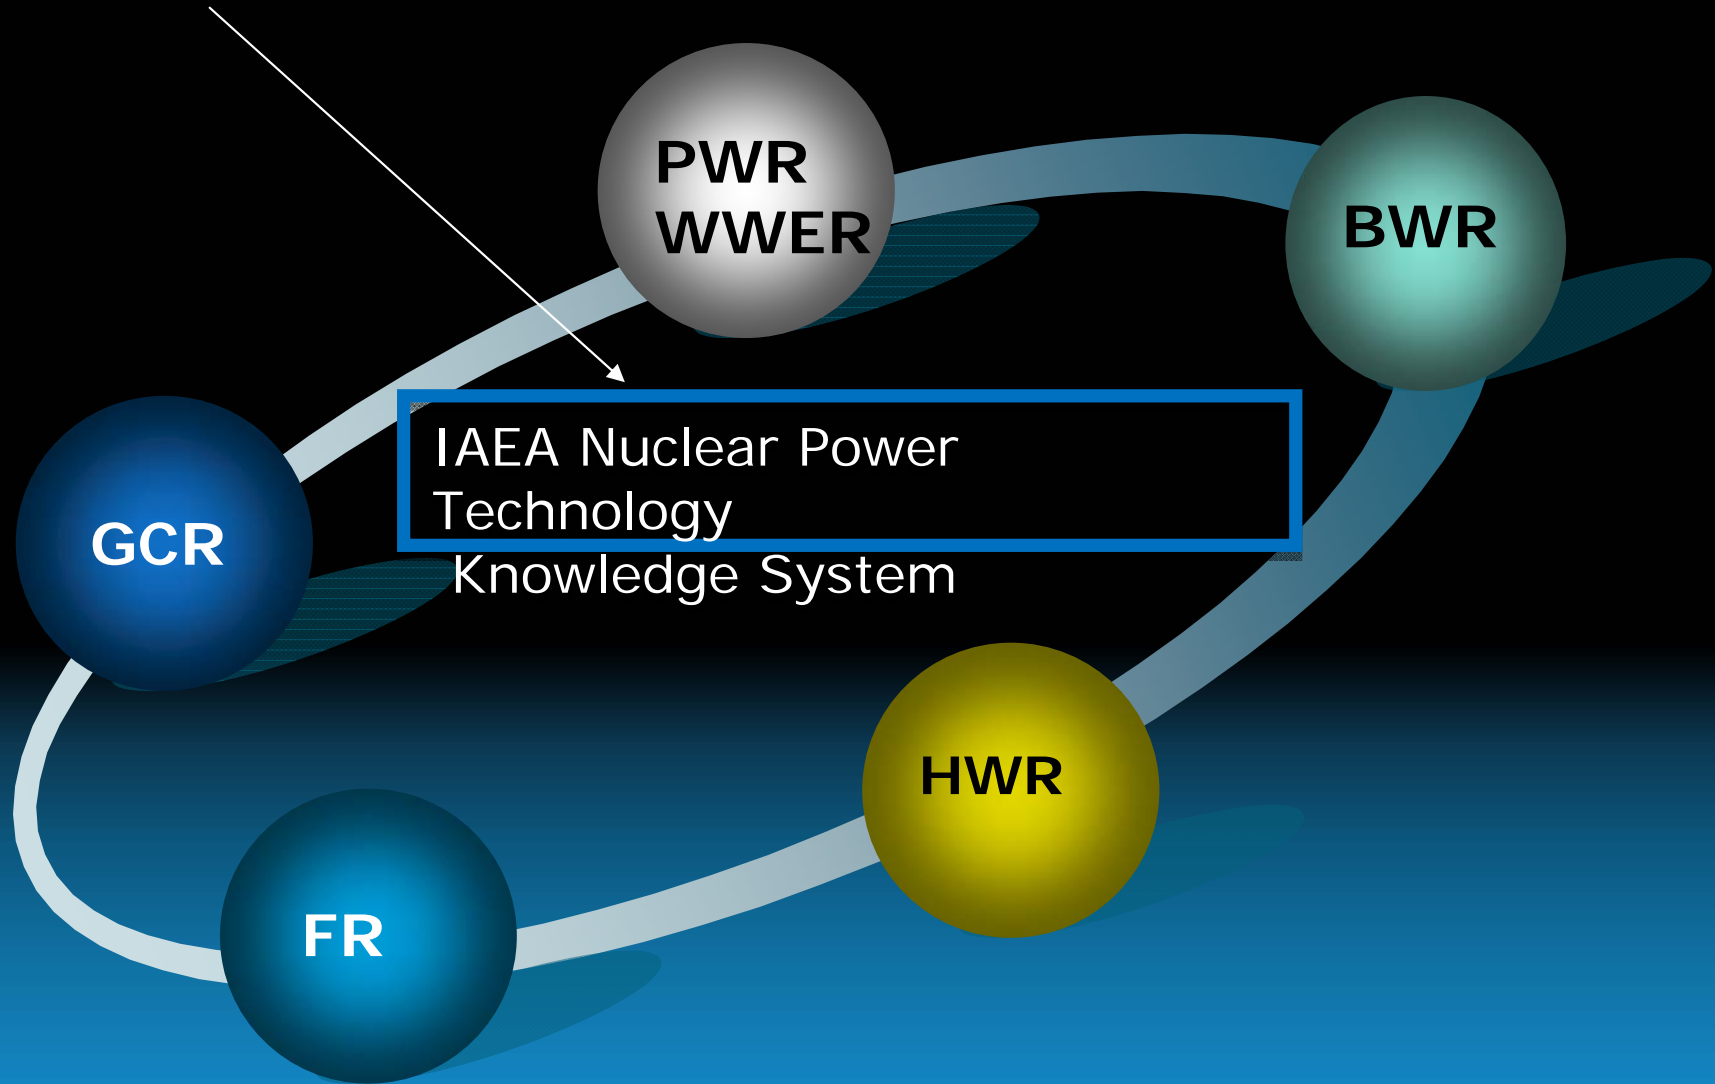 PWR
WWER
BWR
IAEA Nuclear Power
Technology
Knowledge System
GCR
HWR
FR